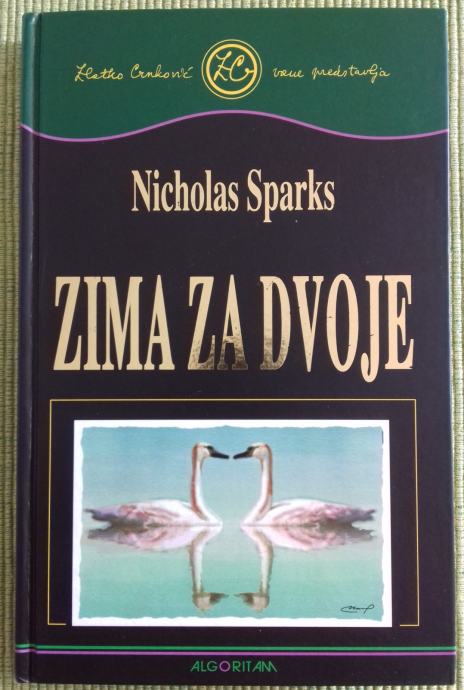 Zlatko Crnković ZC vam predstavlja
Nicholas Sparks
ZIMA ZA DVOJE
ALGORITAM